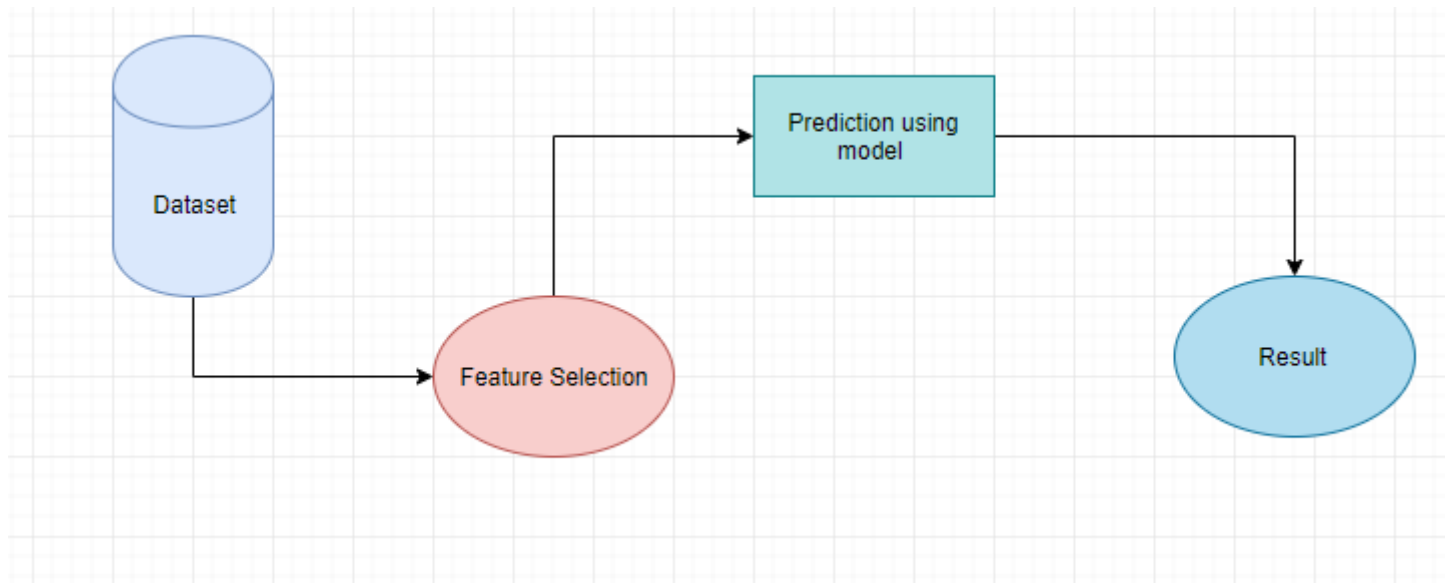 Dataset
Feature Selection
Prediction using
model
Result